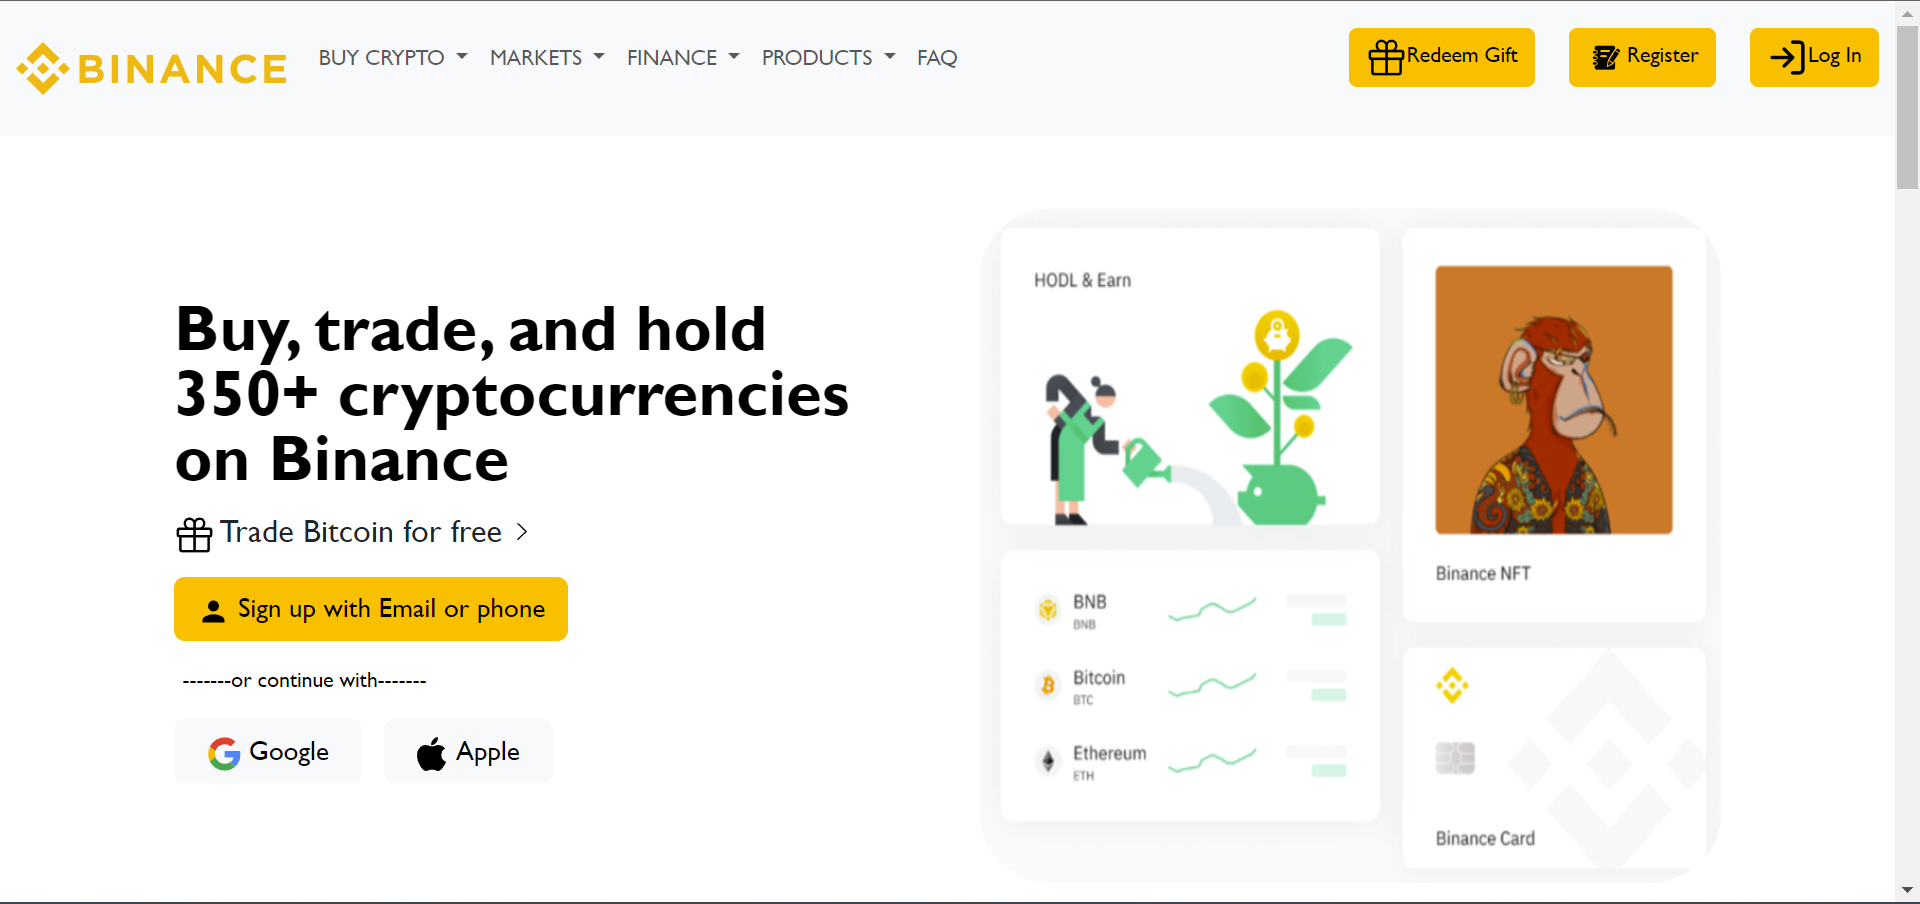 BINANCE
BUY CRYPTO
MARKETS
FINANCE
PRODUCTS
FAQ
Redeem Gift
Register
Log In
Buy, trade, and hold
350+ cryptocurrencies
on Binance
Trade Bitcoin for free
Sign up with Email or phone
-------or continue with-------
Google
Apple
HODL & Earn
BNB
BNB
Bitcoin
BTC
Ethereum
ETH
Binance NFT
Binance Card